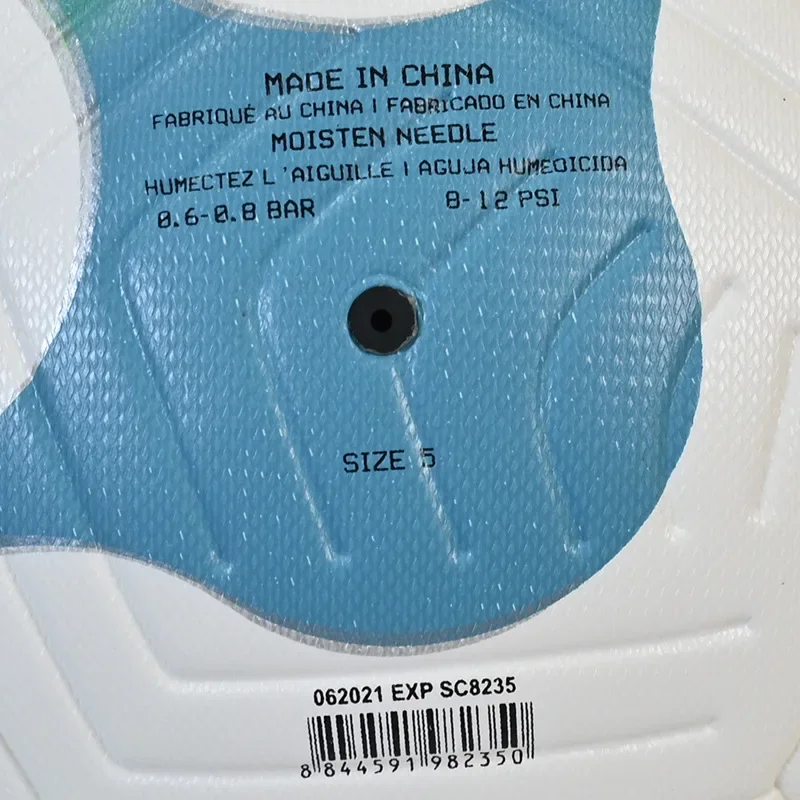 MADE IN CHINA
FABRIQUÉ AU CHINA | FABRICADO EN CHINA
MOISTEN NEEDLE
HUMECTEZ L'AIGUILLE | AGUJA HUMEDICIDA
0.6-0.8 BAR 8-12 PSI
SIZE 5
062021 EXP SC8235
8 844591 982350